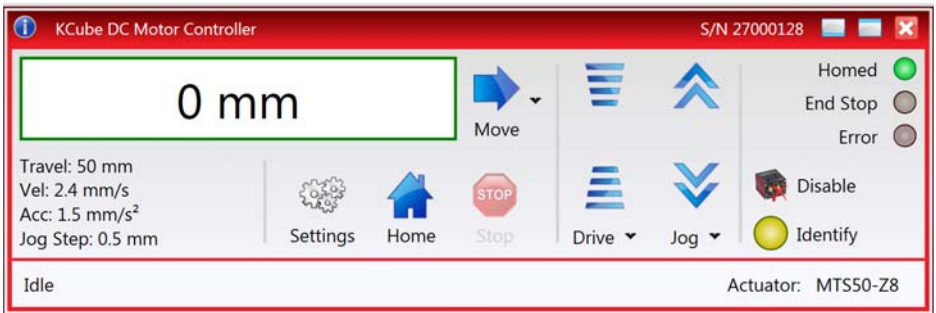 KCube DC Motor Controller S/N 27000128
0 mm
Move
Homed
End Stop
Error
Travel: 50 mm
Vel: 2.4 mm/s
Acc: 1.5 mm/s²
Jog Step: 0.5 mm
Settings
Home
STOP
Stop
Drive
Jog
Disable
Identify
Idle
Actuator: MTS50-Z8